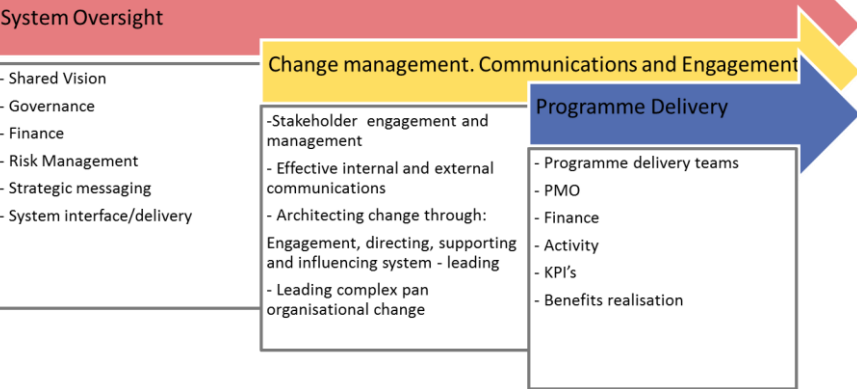 System Oversight
- Shared Vision
- Governance
- Finance
- Risk Management
- Strategic messaging
- System interface/delivery
Change management. Communications and Engagement
-Stakeholder engagement and
management
- Effective internal and external
communications
- Architecting change through:
Engagement, directing, supporting
and influencing system - leading
- Leading complex pan
organisational change
Programme Delivery
- Programme delivery teams
- PMO
- Finance
- Activity
- KPI's
- Benefits realisation